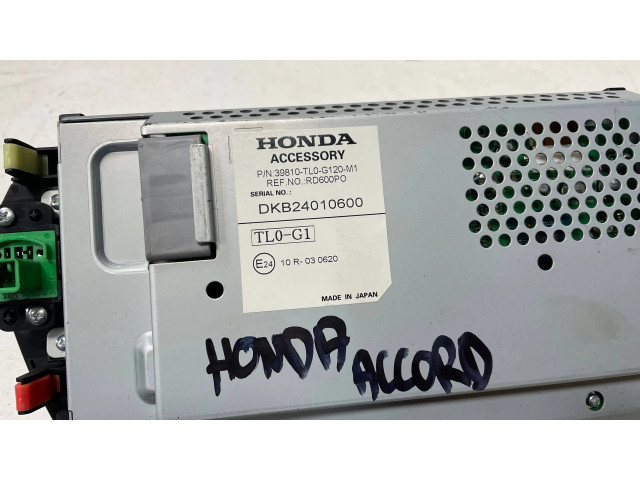 HONDA
ACCESSORY
P/N:39810-TL0-G120-M1
REF.NO.:RD600PO
SERIAL NO.:
DKB24010600
TL0-G1
E24 10 R- 03 0620
MADE IN JAPAN
HONDA ACCORD